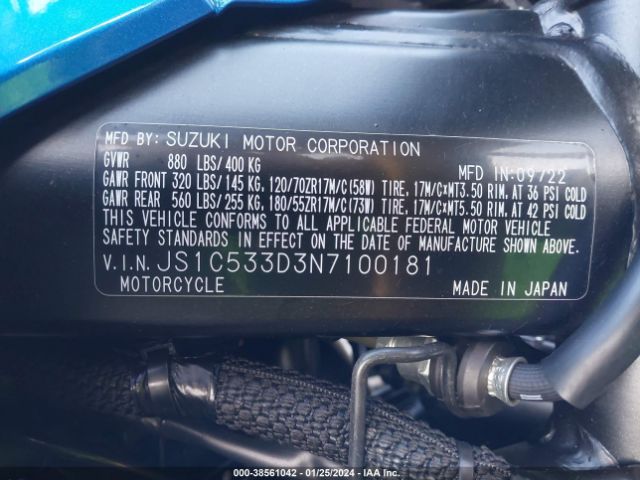 MFD BY: SUZUKI MOTOR CORPORATION
GVWR 880 LBS/400 KG MFD IN:09/22
GAWR FRONT 320 LBS/145 KG, 120/70ZR17M/C(58W) TIRE, 17M/C×MT3.50 RIM, AT 36 PSI COLD
GAWR REAR 560 LBS/255 KG, 180/55ZR17M/C(73W) TIRE, 17M/C×MT5.50 RIM, AT 42 PSI COLD
THIS VEHICLE CONFORMS TO ALL APPLICABLE FEDERAL MOTOR VEHICLE
SAFETY STANDARDS IN EFFECT ON THE DATE OF MANUFACTURE SHOWN ABOVE.
V.I.N. JS1C533D3N7100181
MOTORCYCLE MADE IN JAPAN
000-38561042 - 01/25/2024 - IAA Inc.